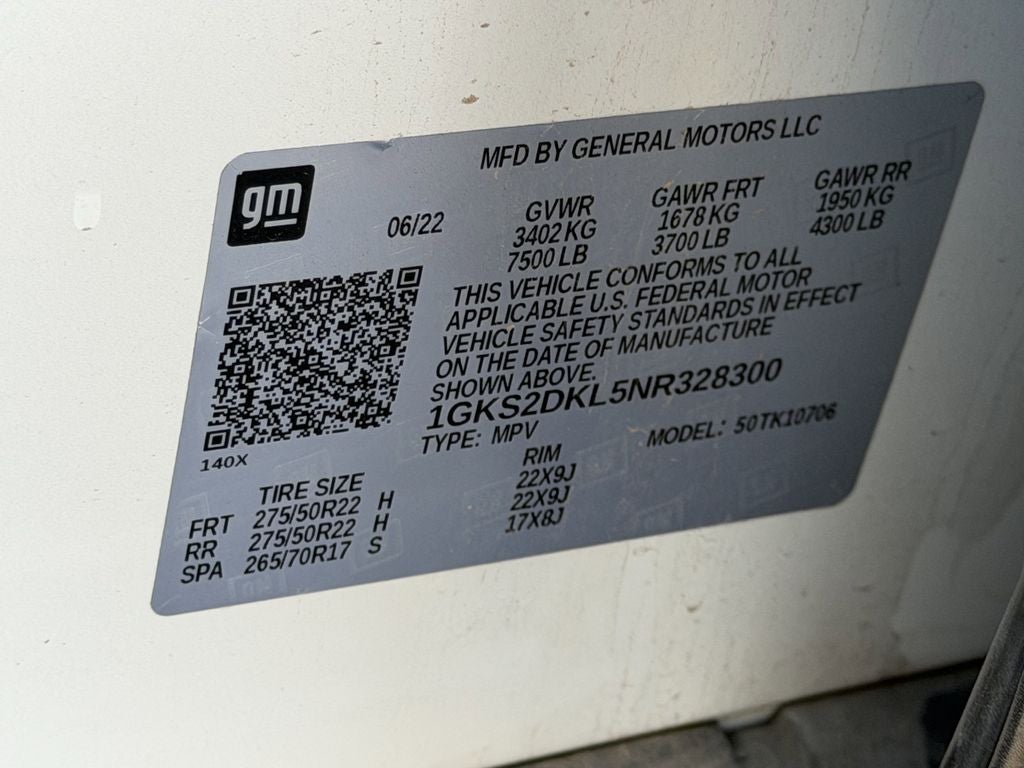 MFD BY GENERAL MOTORS LLC
gm
06/22
GVWR GAWR FRT GAWR RR
3402 KG 1678 KG 1950 KG
7500 LB 3700 LB 4300 LB
THIS VEHICLE CONFORMS TO ALL
APPLICABLE U.S. FEDERAL MOTOR
VEHICLE SAFETY STANDARDS IN EFFECT
ON THE DATE OF MANUFACTURE
SHOWN ABOVE.
1GKS2DKL5NR328300
TYPE: MPV MODEL: 50TK10706
140X
TIRE SIZE RIM
FRT 275/50R22 H 22X9J
RR 275/50R22 H 22X9J
SPA 265/70R17 S 17X8J